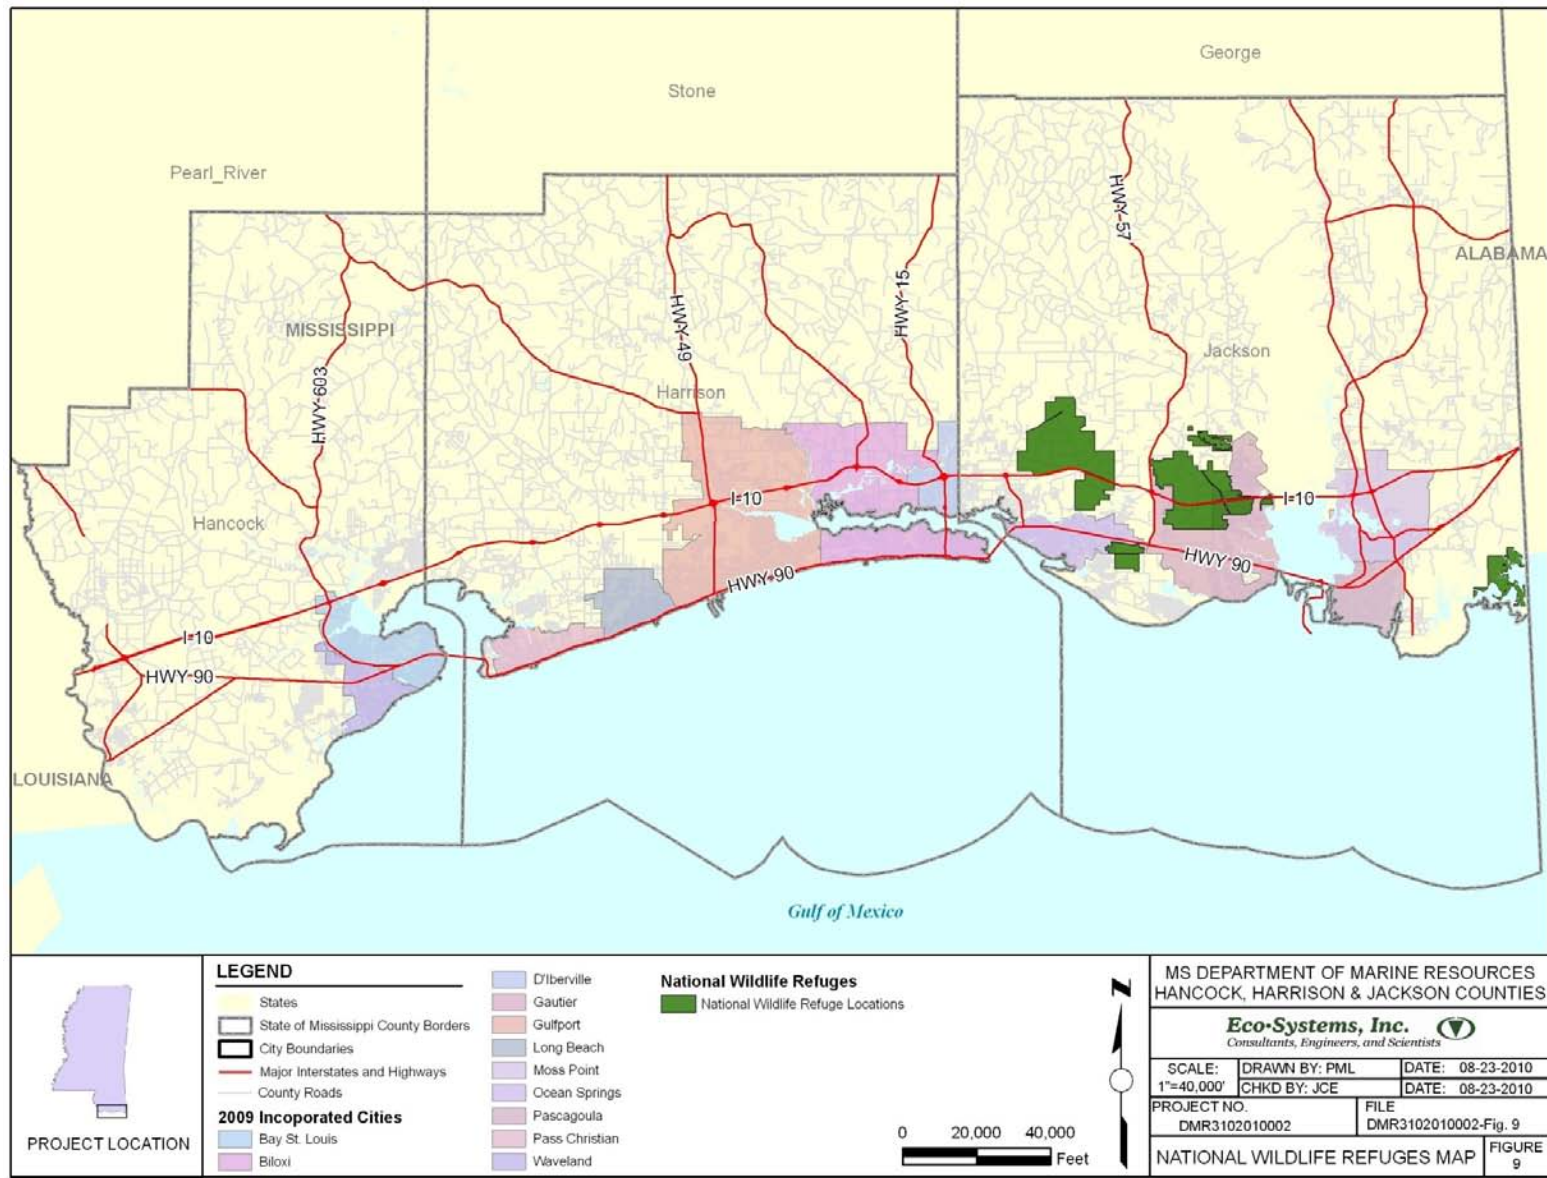 George
Stone
Pearl_River
HWY-57
ALABAMA
HWY-15
HWY-49
MISSISSIPPI
Jackson
HWY-603
Harrison
I-10
I-10
Hancock
HWY 90
HWY 90
I-10
HWY 90
LOUISIANA
Gulf of Mexico
PROJECT LOCATION
LEGEND
States
State of Mississippi County Borders
City Boundaries
Major Interstates and Highways
County Roads
2009 Incoporated Cities
Bay St. Louis
Biloxi
D'Iberville
Gautier
Gulfport
Long Beach
Moss Point
Ocean Springs
Pascagoula
Pass Christian
Waveland
National Wildlife Refuges
National Wildlife Refuge Locations
N
0 20,000 40,000
Feet
MS DEPARTMENT OF MARINE RESOURCES
HANCOCK, HARRISON & JACKSON COUNTIES
Eco-Systems, Inc.
Consultants, Engineers, and Scientists
SCALE:
1"=40,000'
DRAWN BY: PML
DATE: 08-23-2010
CHKD BY: JCE
DATE: 08-23-2010
PROJECT NO.
DMR3102010002
FILE
DMR3102010002-Fig. 9
NATIONAL WILDLIFE REFUGES MAP
FIGURE
9